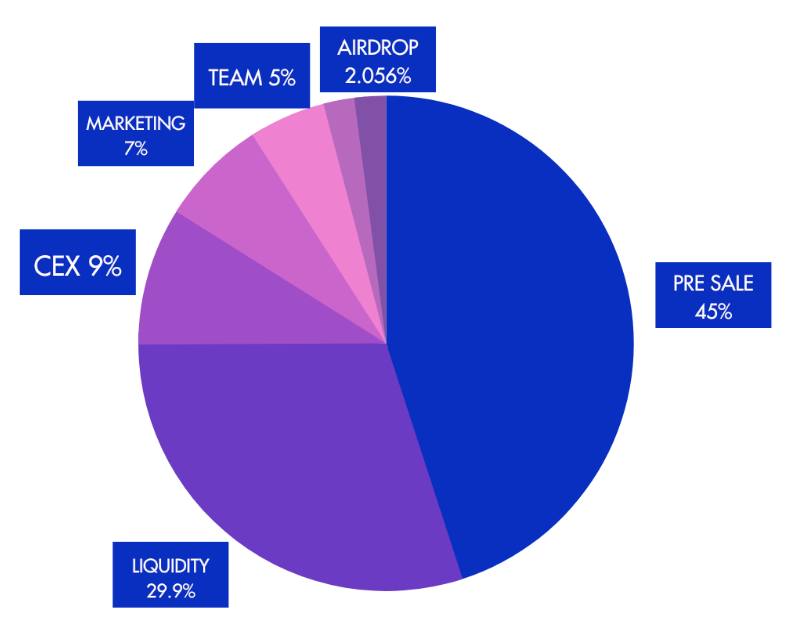 AIRDROP
2.056%
TEAM 5%
MARKETING
7%
CEX 9%
PRE SALE
45%
LIQUIDITY
29.9%